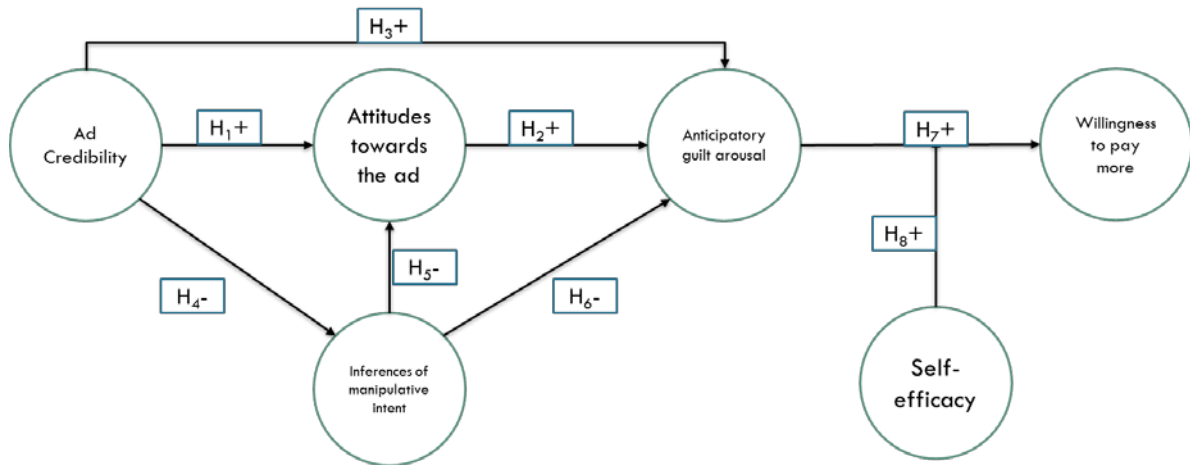 H₃+
Ad
Credibility
H₁+
Attitudes
towards
the ad
H₂+
Anticipatory
guilt arousal
H₇+
Willingness
to pay
more
H₄-
H₅-
H₆-
H₈+
Inferences of
manipulative
intent
Self-
efficacy